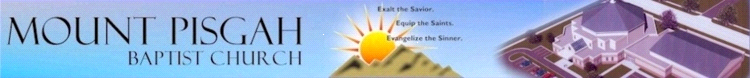 MOUNT PISGAH
BAPTIST CHURCH
Exalt the Savior.
Equip the Saints.
Evangelize the Sinner.